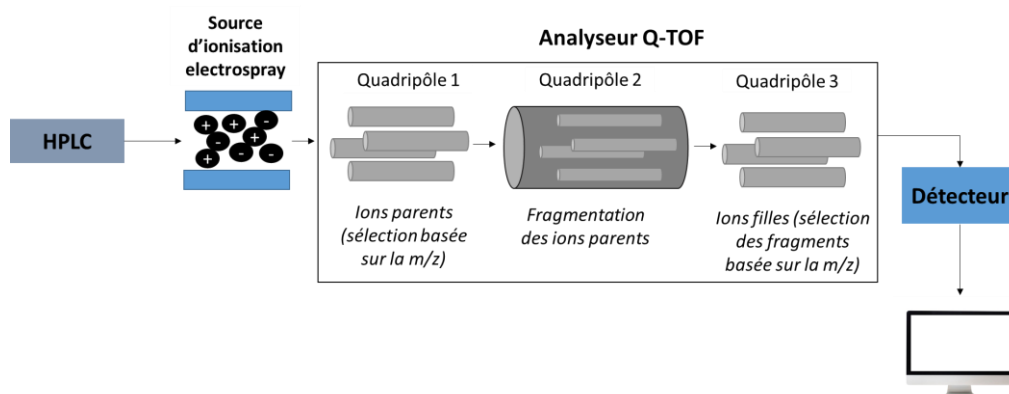 Source
d'ionisation
electrospray
Analyseur Q-TOF
Quadripôle 1
Quadripôle 2
Quadripôle 3
HPLC
+
-
+
-
+
-
+
-
-
Ions parents
(sélection basée
sur la m/z)
Fragmentation
des ions parents
Ions filles (sélection
des fragments
basée sur la m/z)
Détecteur